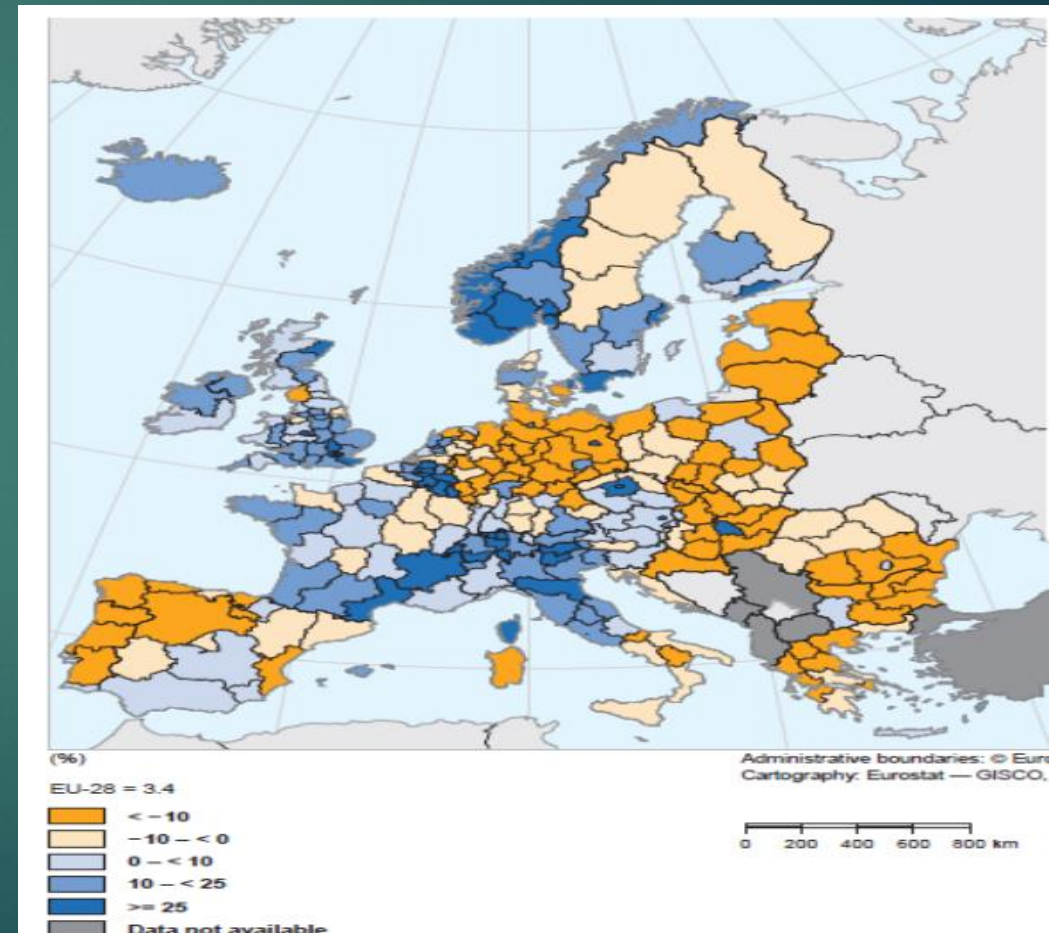 (%)
EU-28 = 3.4
< −10
−10 – < 0
0 – < 10
10 – < 25
>= 25
Data not available
Administrative boundaries: © Euro
Cartography: Eurostat — GISCO,
0 200 400 600 800 km